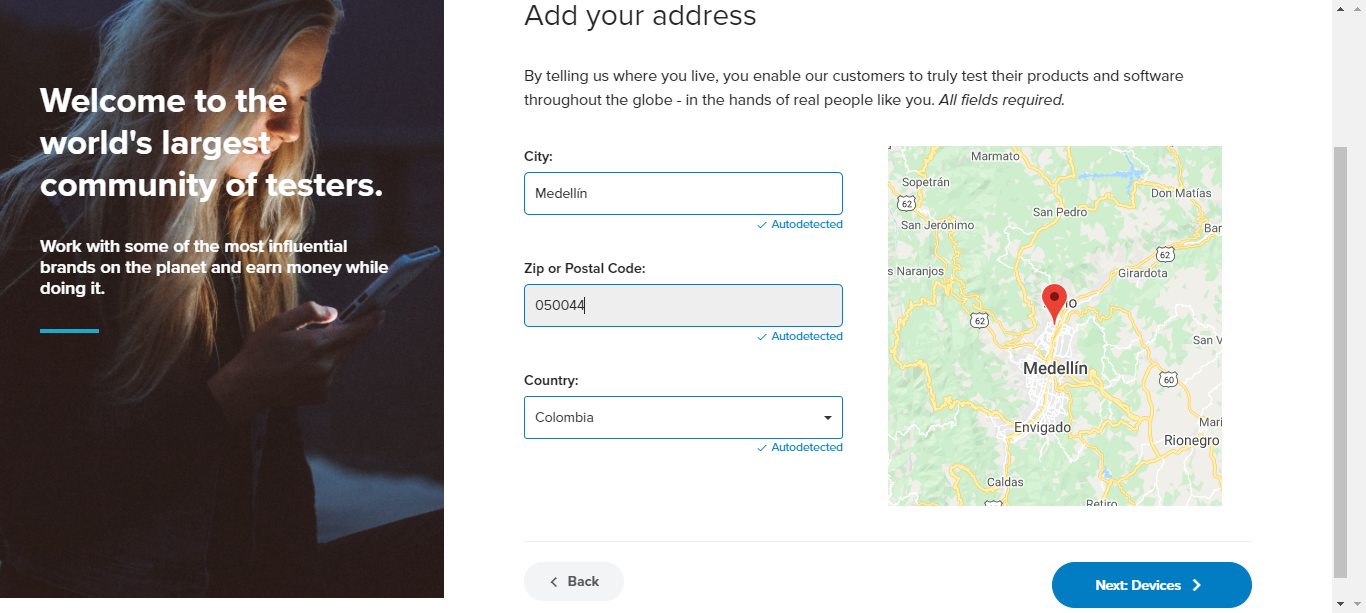 Welcome to the
world's largest
community of testers.
Work with some of the most influential
brands on the planet and earn money while
doing it.
Add your address
By telling us where you live, you enable our customers to truly test their products and software
throughout the globe - in the hands of real people like you. All fields required.
City:
Medellín
Autodetected
Zip or Postal Code:
050044
Autodetected
Country:
Colombia
Autodetected
Marmato
Sopetrán
Don Matías
62
San Pedro
San Jerónimo
Bar
62
s Naranjos
Girardota
62
San V
Medellín
60
Envigado
Mari
Rionegro
Caldas
Retiro
Back
Next: Devices